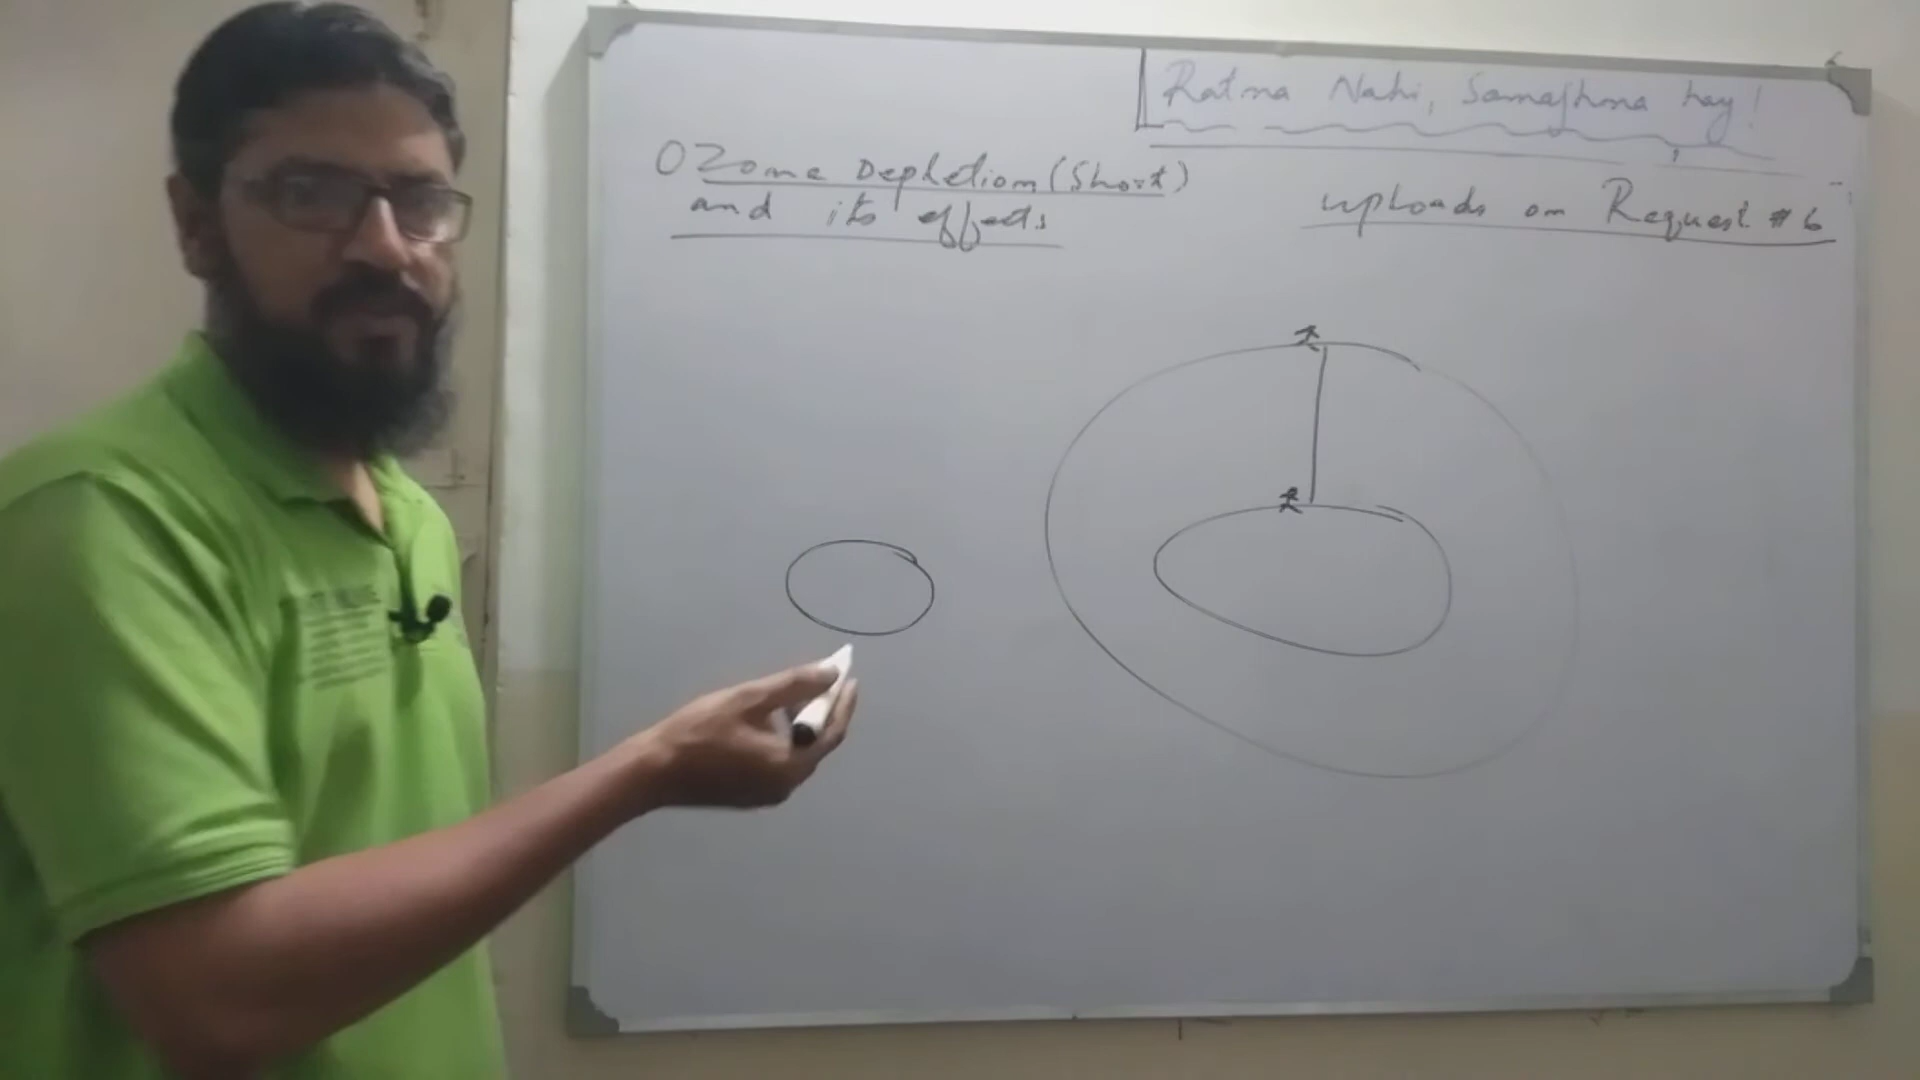 Ratna Nahi, Samajhna hay!
Ozone Depletion (Short)
and its effects
uploads on Request #6